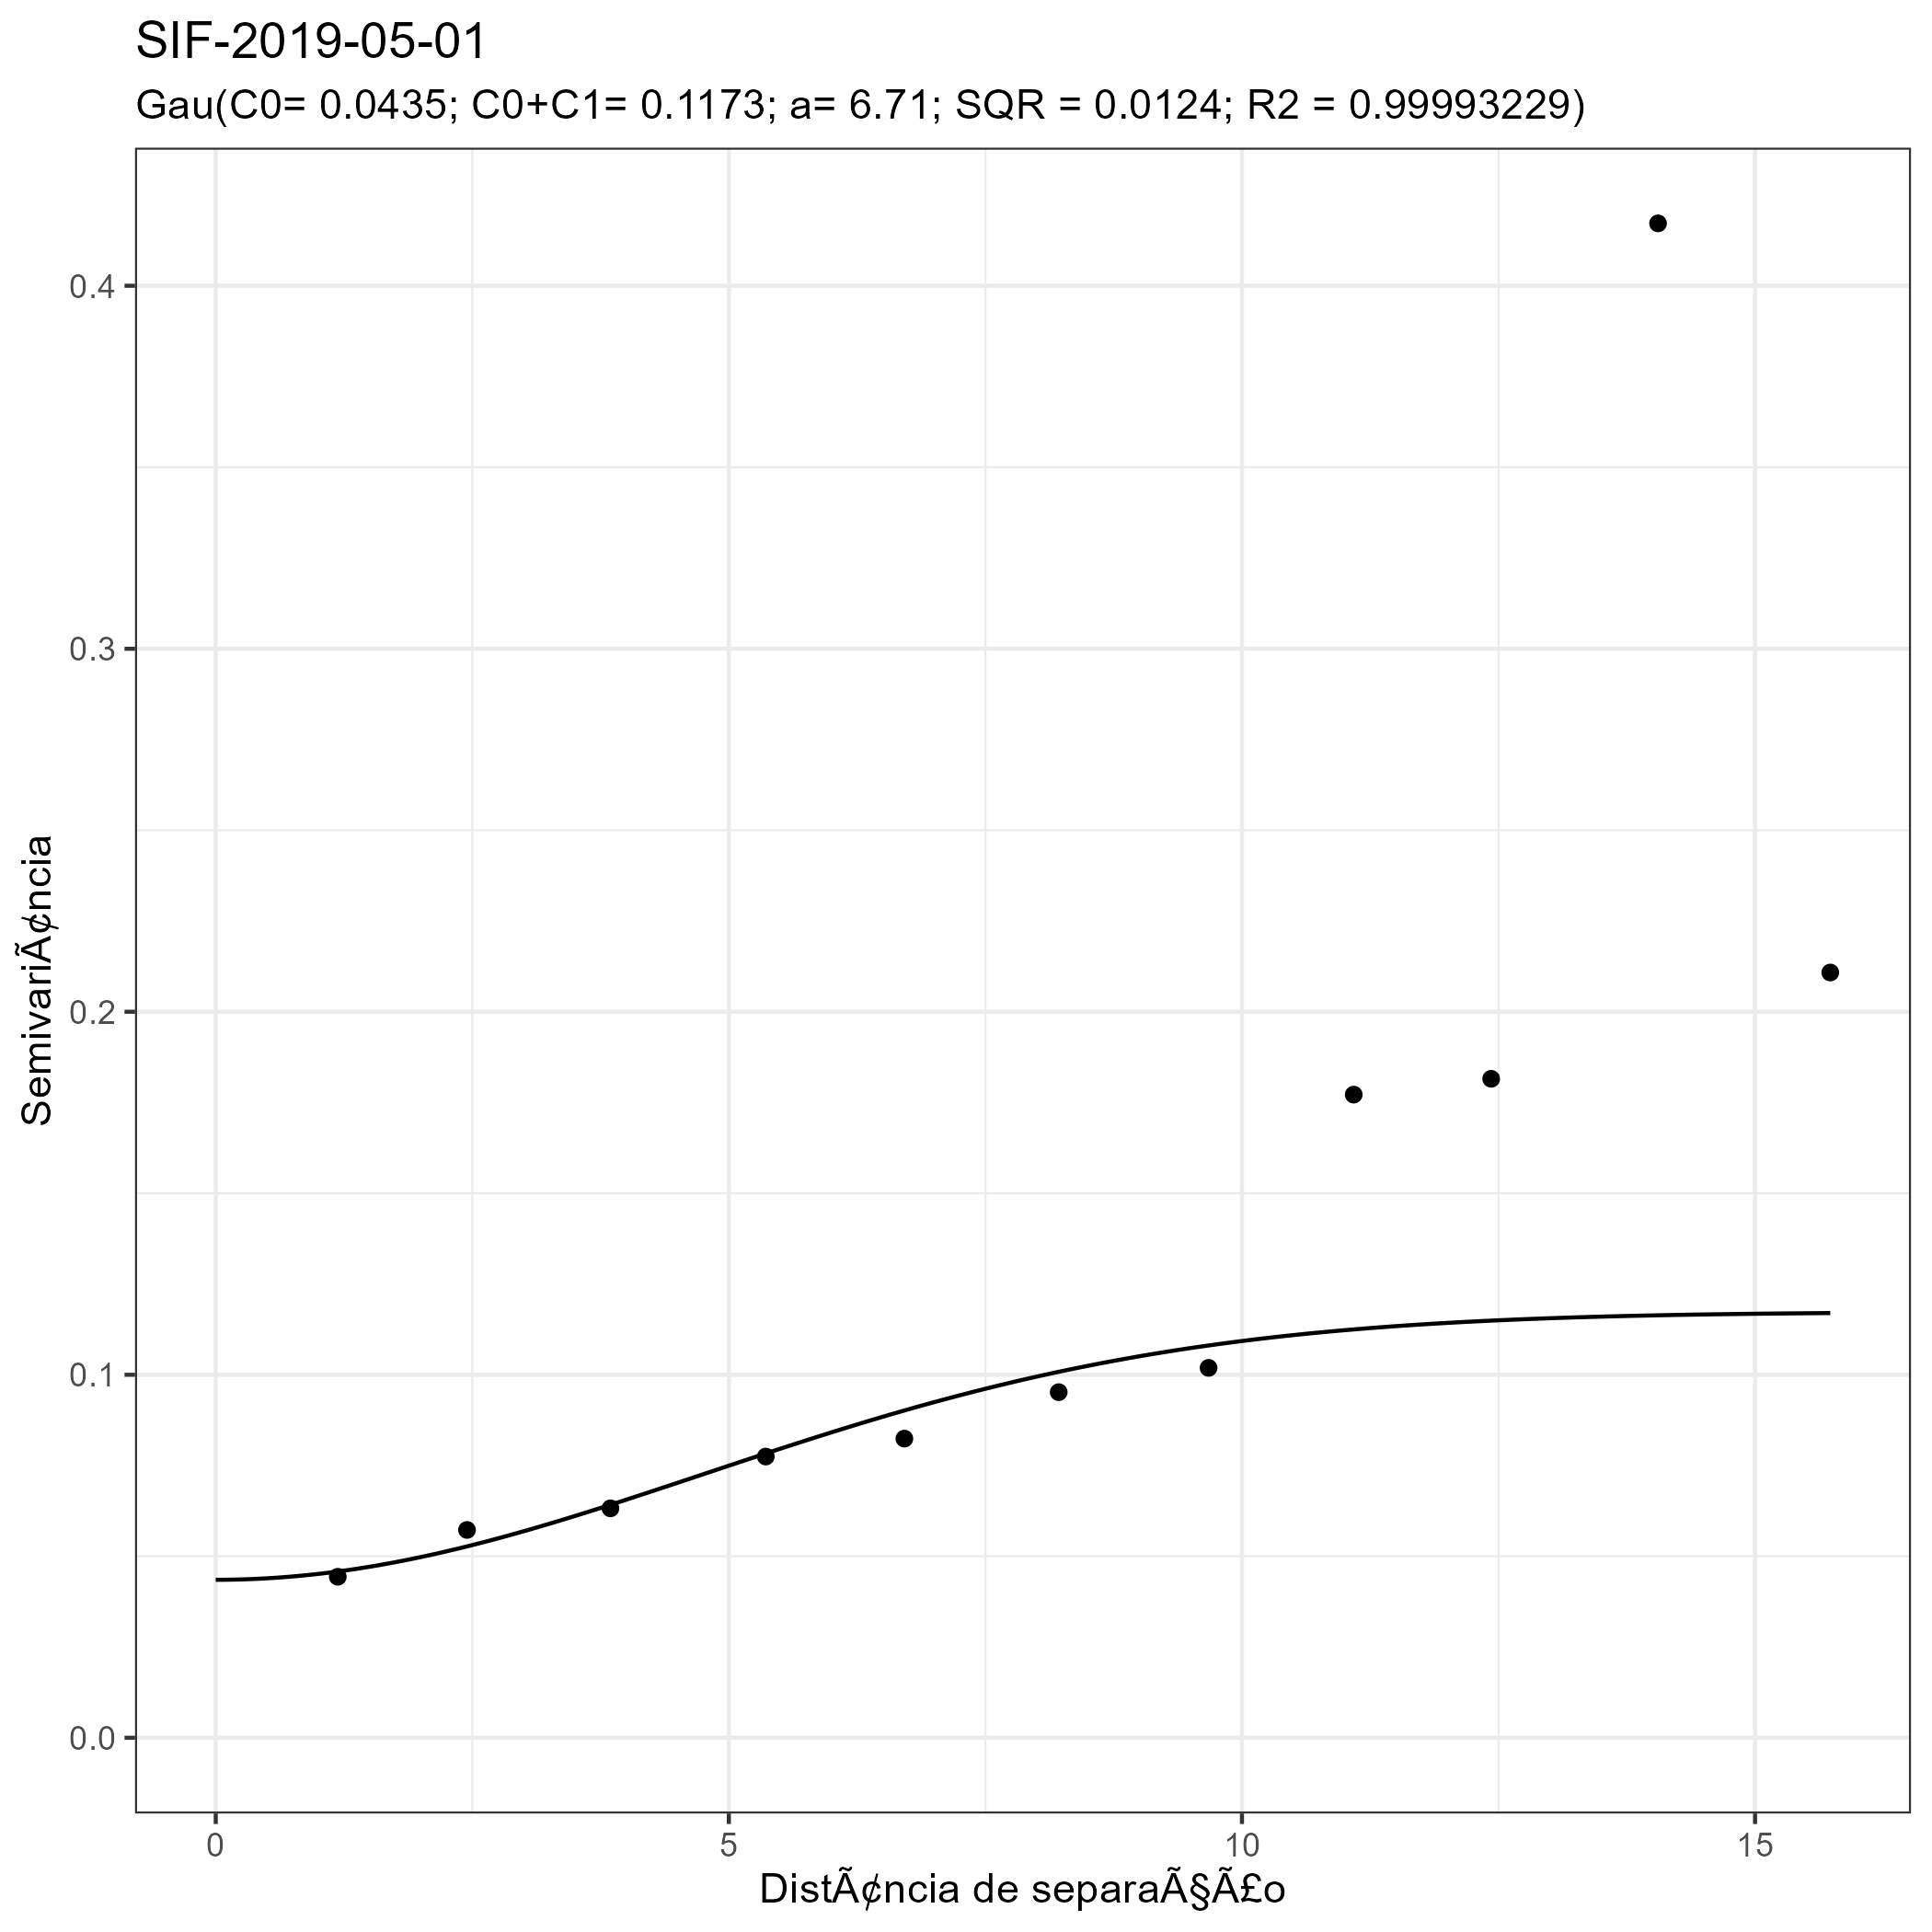 SIF-2019-05-01
Gau(C0= 0.0435; C0+C1= 0.1173; a= 6.71; SQR = 0.0124; R2 = 0.99993229)
0.4
0.3
0.2
0.1
0.0
SemivariÃ¢ncia
0 5 10 15
DistÃ¢ncia de separaÃ§Ã£o